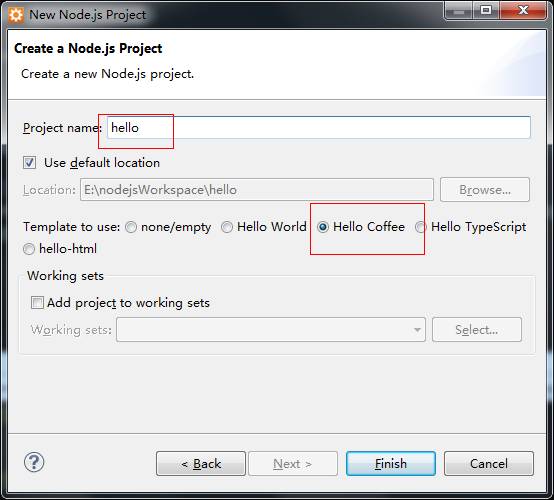 New Node.js Project
Create a Node.js Project
Create a new Node.js project.
Project name: hello
Use default location
Location: E:\nodejsWorkspace\hello Browse...
Template to use: none/empty Hello World Hello Coffee Hello TypeScript
hello-html
Working sets
Add project to working sets
Working sets: Select...
? < Back Next > Finish Cancel